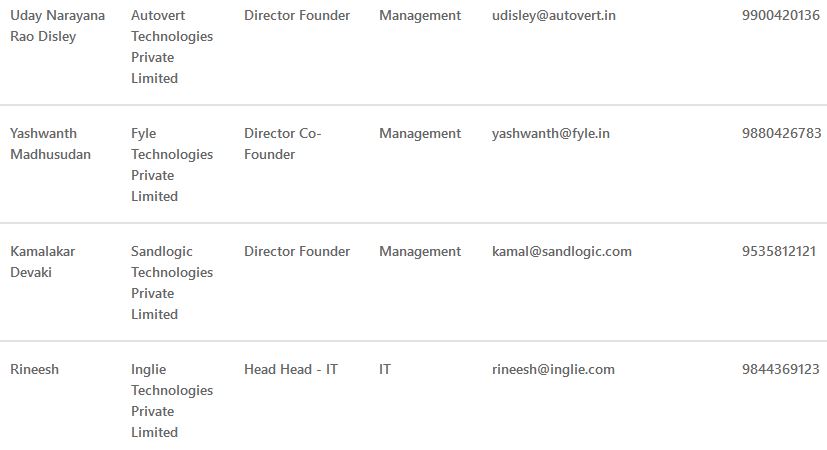 Uday Narayana Autovert Director Founder Management udisley@autovert.in 9900420136
Rao Disley Technologies
Private
Limited
Yashwanth Fyle Director Co- Management yashwanth@fyle.in 9880426783
Madhusudan Technologies Founder
Private
Limited
Kamalakar Sandlogic Director Founder Management kamal@sandlogic.com 9535812121
Devaki Technologies
Private
Limited
Rineesh Inglie Head Head - IT IT rineesh@inglie.com 9844369123
Technologies
Private
Limited